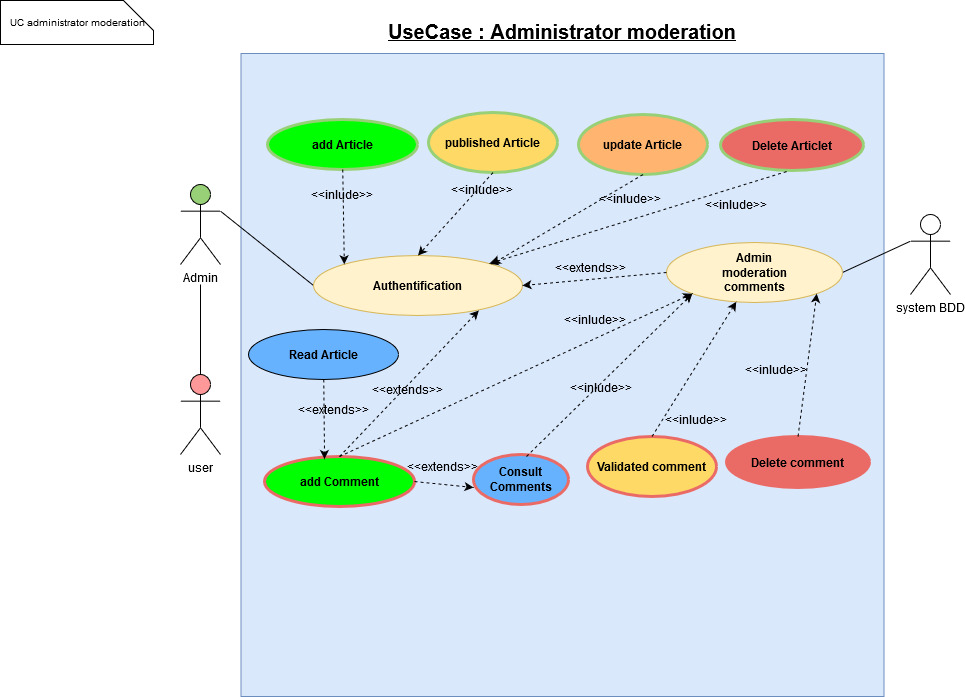 UC administrator moderation
UseCase : Administrator moderation
add Article
published Article
update Article
Delete Articlet
<<inlude>>
<<inlude>>
<<inlude>>
<<inlude>>
Admin
system BDD
Authentification
<<extends>>
Admin
moderation
comments
<<inlude>>
Read Article
<<extends>>
<<extends>>
<<inlude>>
<<inlude>>
<<inlude>>
user
add Comment
<<extends>>
Consult
Comments
Validated comment
Delete comment